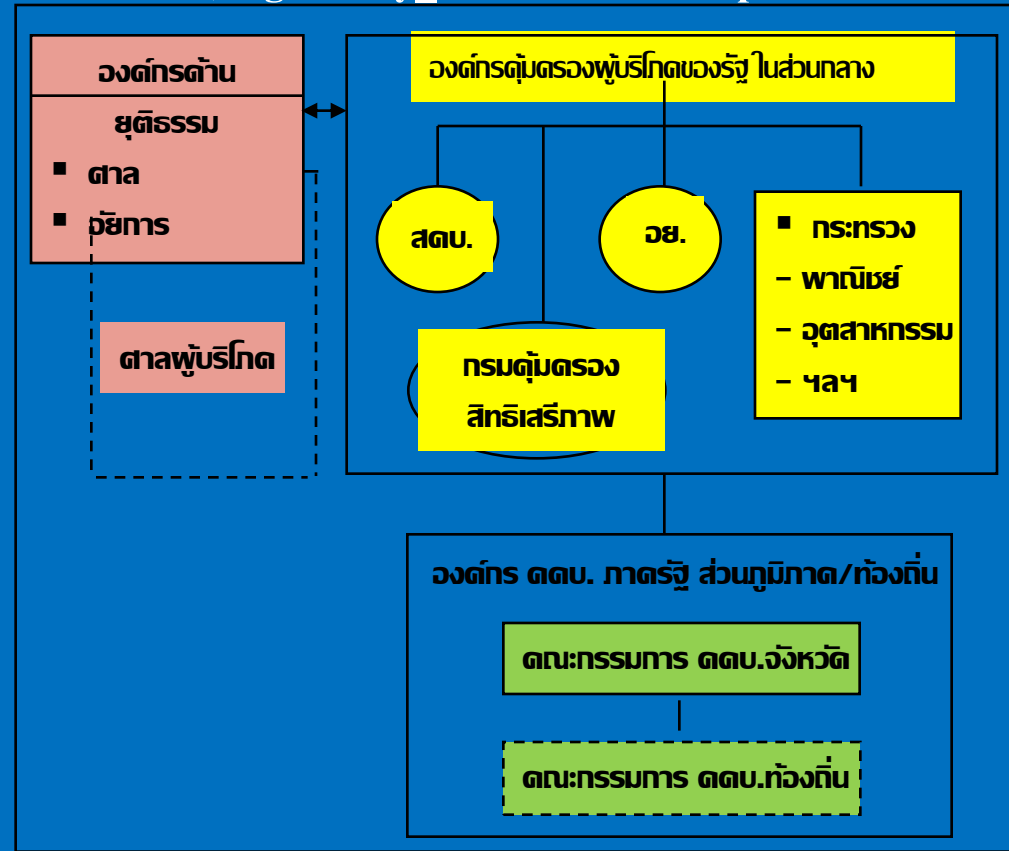 องค์กรด้าน
ยุติธรรม
▪ ศาล
▪ อัยการ
ศาลผู้บริโภค
องค์กรคุ้มครองผู้บริโภคของรัฐ ในส่วนกลาง
สคบ.
อย.
▪ กระทรวง
– พาณิชย์
– อุตสาหกรรม
– ฯลฯ
กรมคุ้มครอง
สิทธิเสรีภาพ
องค์กร คคบ. ภาครัฐ ส่วนภูมิภาค/ท้องถิ่น
คณะกรรมการ คคบ.จังหวัด
คณะกรรมการ คคบ.ท้องถิ่น